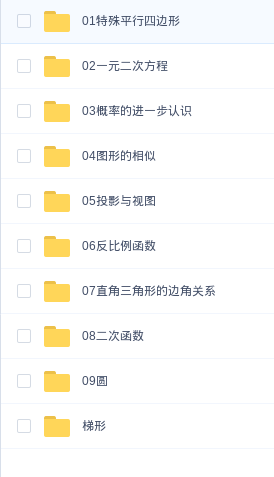 01特殊平行四边形
02一元二次方程
03概率的进一步认识
04图形的相似
05投影与视图
06反比例函数
07直角三角形的边角关系
08二次函数
09圆
梯形